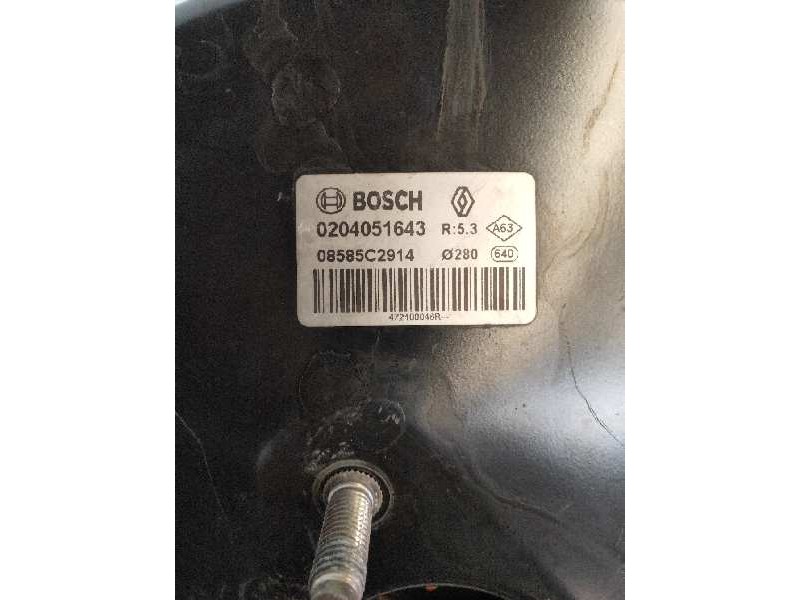 BOSCH
0204051643 R:5.3 A63
08585C2914 Ø280 640
472100046R--